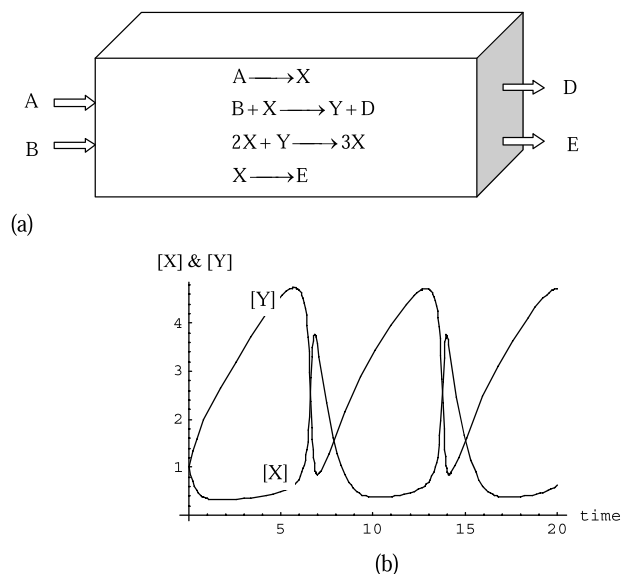 A ⟶ X
A
B + X ⟶ Y + D
D
B
2X + Y ⟶ 3X
E
X ⟶ E
(a)
[X] & [Y]
[Y]
4
3
2
1
[X]
5 10 15 20 time
(b)